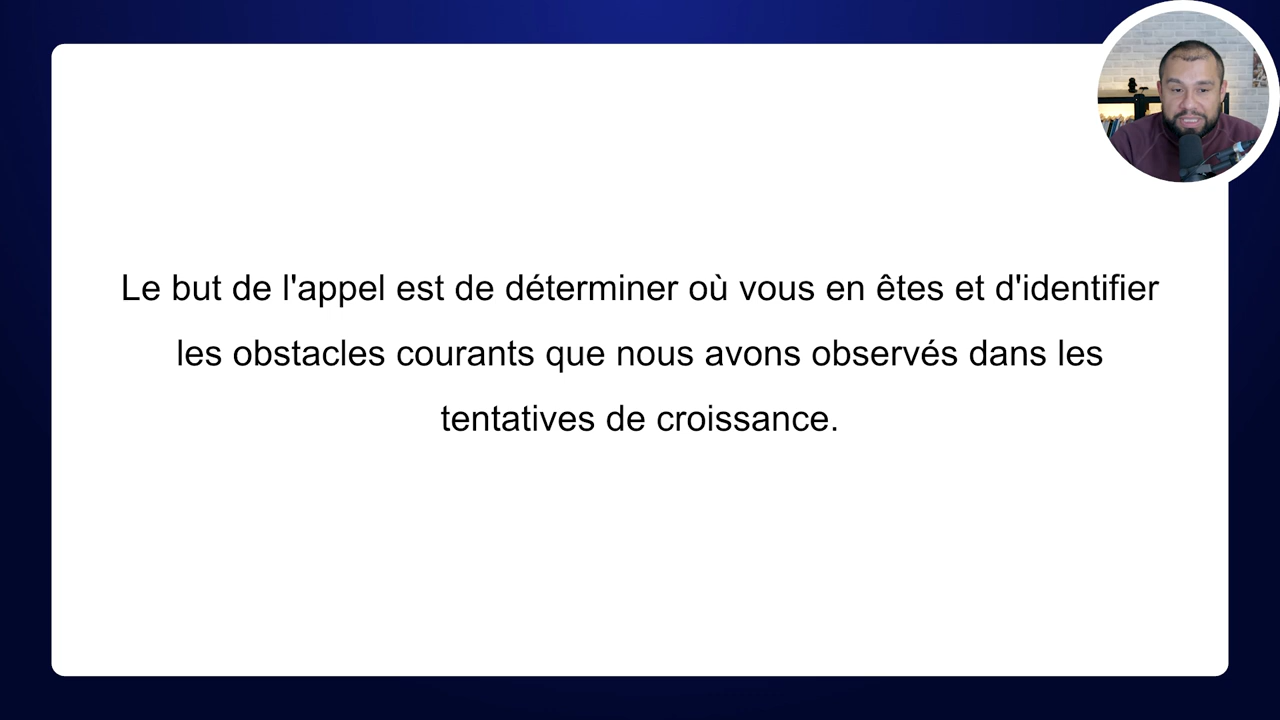 Le but de l'appel est de déterminer où vous en êtes et d'identifier
les obstacles courants que nous avons observés dans les
tentatives de croissance.